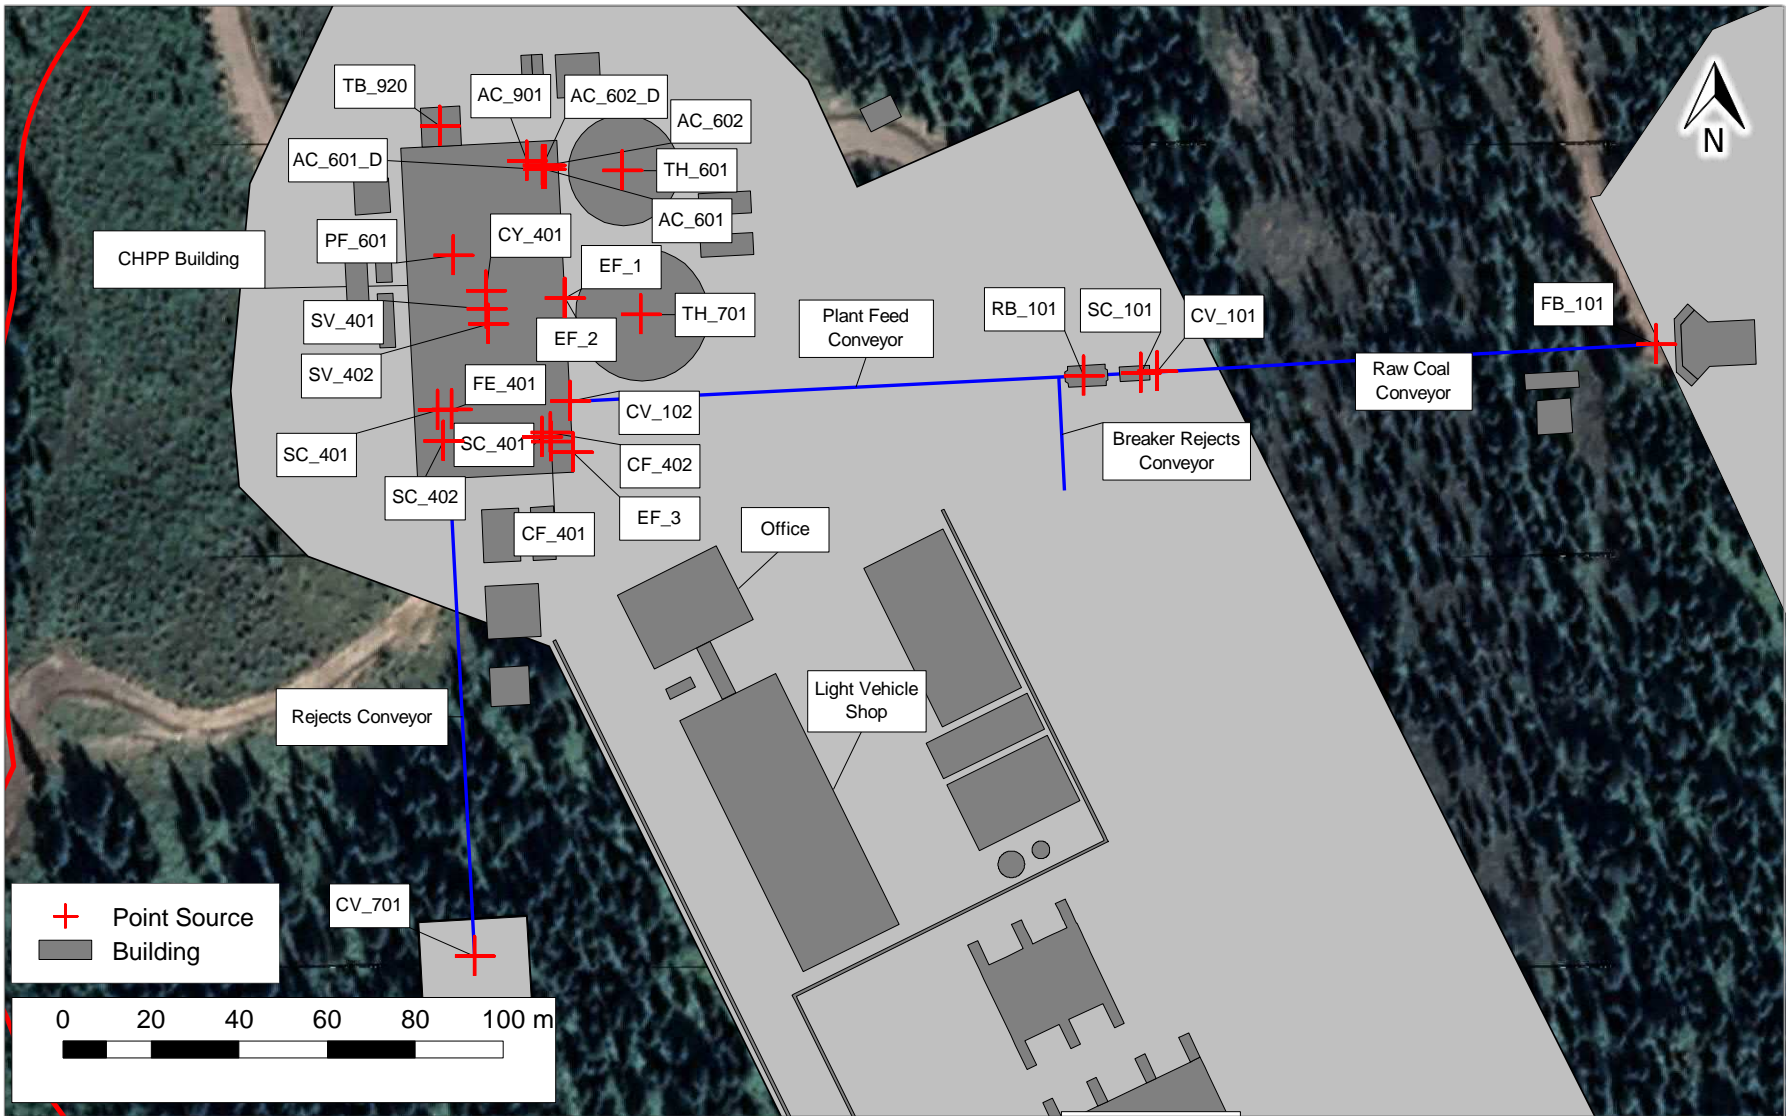 TB_920
AC_901
AC_602_D
AC_602
AC_601_D
TH_601
AC_601
PF_601
CY_401
CHPP Building
EF_1
SV_401
EF_2
TH_701
SV_402
Plant Feed
Conveyor
RB_101
SC_101
CV_101
FB_101
N
FE_401
CV_102
Raw Coal
Conveyor
SC_401
SC_401
CF_402
Breaker Rejects
Conveyor
SC_402
CF_401
EF_3
Office
Rejects Conveyor
Light Vehicle
Shop
CV_701
Point Source
Building
0 20 40 60 80 100 m